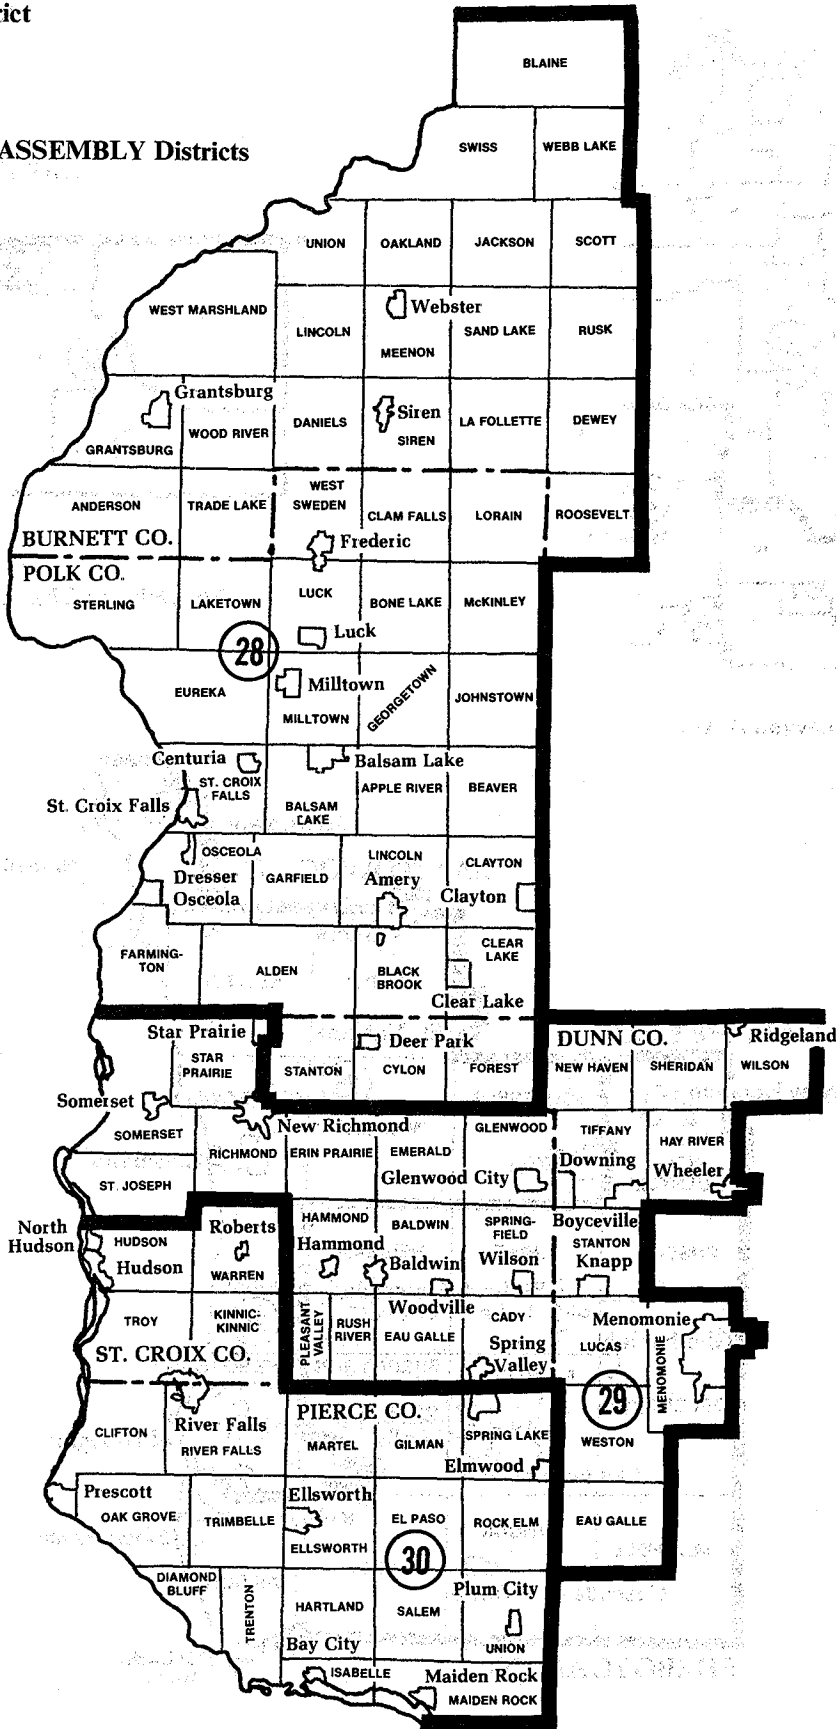 rict
ASSEMBLY Districts
BLAINE
SWISS
WEBB LAKE
UNION
OAKLAND
JACKSON
SCOTT
WEST MARSHLAND
LINCOLN
Webster
MEENON
SAND LAKE
RUSK
Grantsburg
GRANTSBURG
WOOD RIVER
DANIELS
Siren
SIREN
LA FOLLETTE
DEWEY
ANDERSON
TRADE LAKE
WEST
SWEDEN
CLAM FALLS
LORAIN
ROOSEVELT
BURNETT CO.
Frederic
POLK CO.
STERLING
LAKETOWN
LUCK
BONE LAKE
McKINLEY
Luck
28
EUREKA
Milltown
MILLTOWN
GEORGETOWN
JOHNSTOWN
Centuria
ST. CROIX
FALLS
Balsam Lake
BALSAM
LAKE
APPLE RIVER
BEAVER
St. Croix Falls
OSCEOLA
Dresser
Osceola
GARFIELD
LINCOLN
Amery
CLAYTON
Clayton
FARMING-
TON
ALDEN
BLACK
BROOK
CLEAR
LAKE
Clear Lake
Star Prairie
STAR
PRAIRIE
STANTON
Deer Park
CYLON
FOREST
DUNN CO.
NEW HAVEN
SHERIDAN
Ridgeland
WILSON
Somerset
SOMERSET
New Richmond
RICHMOND
ERIN PRAIRIE
EMERALD
GLENWOOD
Glenwood City
TIFFANY
Downing
HAY RIVER
Wheeler
ST. JOSEPH
North
Hudson
HUDSON
Hudson
Roberts
WARREN
HAMMOND
Hammond
BALDWIN
Baldwin
SPRING-
FIELD
Wilson
Boyceville
STANTON
Knapp
TROY
KINNIC-
KINNIC
PLEASANT
VALLEY
RUSH
RIVER
Woodville
EAU GALLE
CADY
Spring
Valley
Menomonie
LUCAS
MENOMONIE
ST. CROIX CO.
29
CLIFTON
River Falls
RIVER FALLS
PIERCE CO.
MARTEL
GILMAN
SPRING LAKE
WESTON
Elmwood
Prescott
OAK GROVE
TRIMBELLE
Ellsworth
ELLSWORTH
EL PASO
ROCK ELM
EAU GALLE
30
DIAMOND
BLUFF
TRENTON
HARTLAND
SALEM
Plum City
UNION
Bay City
ISABELLE
Maiden Rock
MAIDEN ROCK